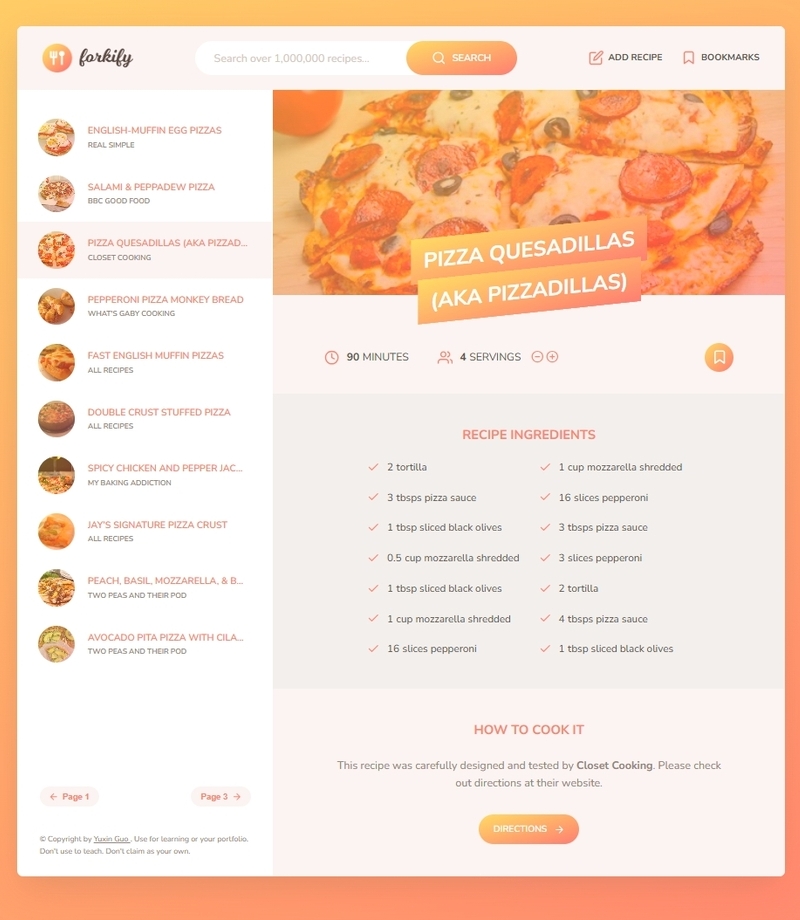 forkify
Search over 1,000,000 recipes...
SEARCH
ADD RECIPE
BOOKMARKS
ENGLISH-MUFFIN EGG PIZZAS
REAL SIMPLE
SALAMI & PEPPADEW PIZZA
BBC GOOD FOOD
PIZZA QUESADILLAS (AKA PIZZAD...
CLOSET COOKING
PEPPERONI PIZZA MONKEY BREAD
WHAT'S GABY COOKING
FAST ENGLISH MUFFIN PIZZAS
ALL RECIPES
DOUBLE CRUST STUFFED PIZZA
ALL RECIPES
SPICY CHICKEN AND PEPPER JAC...
MY BAKING ADDICTION
JAY'S SIGNATURE PIZZA CRUST
ALL RECIPES
PEACH, BASIL, MOZZARELLA, & B...
TWO PEAS AND THEIR POD
AVOCADO PITA PIZZA WITH CILA...
TWO PEAS AND THEIR POD
Page 1
Page 3
© Copyright by Yuxin Guo . Use for learning or your portfolio.
Don't use to teach. Don't claim as your own.
PIZZA QUESADILLAS
(AKA PIZZADILLAS)
90 MINUTES
4 SERVINGS
RECIPE INGREDIENTS
2 tortilla
1 cup mozzarella shredded
3 tbsps pizza sauce
16 slices pepperoni
1 tbsp sliced black olives
3 tbsps pizza sauce
0.5 cup mozzarella shredded
3 slices pepperoni
1 tbsp sliced black olives
2 tortilla
1 cup mozzarella shredded
4 tbsps pizza sauce
16 slices pepperoni
1 tbsp sliced black olives
HOW TO COOK IT
This recipe was carefully designed and tested by Closet Cooking. Please check
out directions at their website.
DIRECTIONS